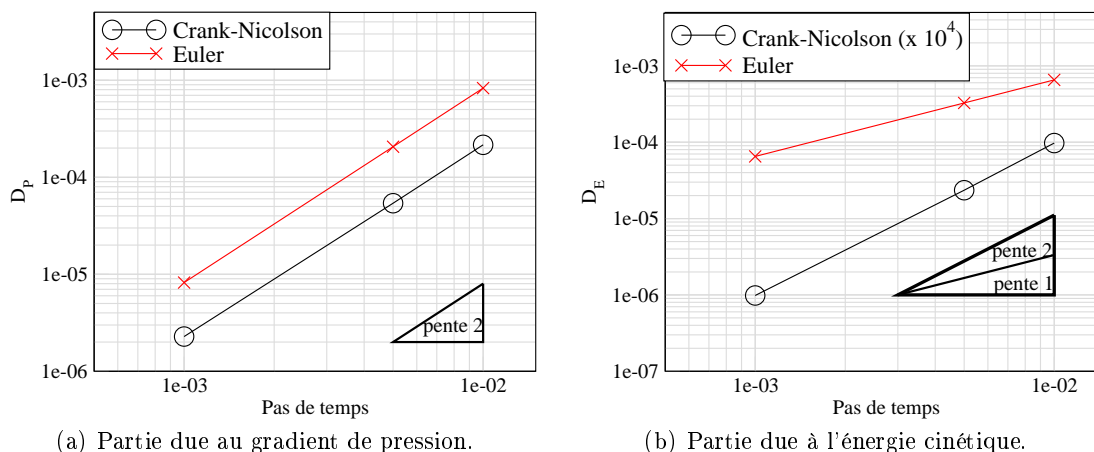 Crank-Nicolson
Euler
1e-03
1e-04
1e-05
1e-06
D_P
pente 2
1e-03
1e-02
Pas de temps
(a) Partie due au gradient de pression.
Crank-Nicolson (x 10^4)
Euler
1e-03
1e-04
1e-05
1e-06
1e-07
D_E
pente 2
pente 1
1e-03
1e-02
Pas de temps
(b) Partie due à l'énergie cinétique.